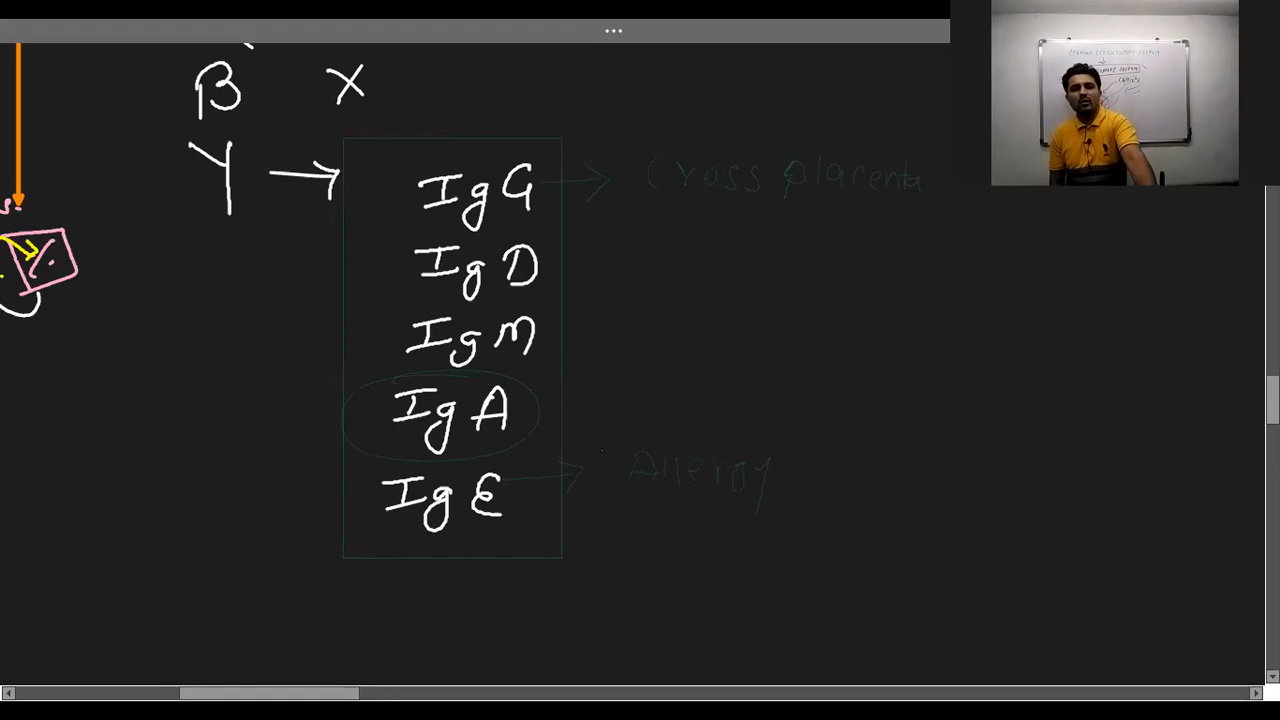 β X
γ → IgG → Cross placenta
IgD
IgM
IgA
IgE → Allergy